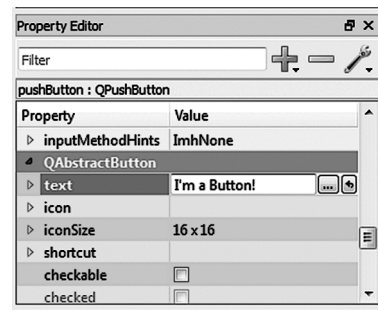 Property Editor
Filter
pushButton : QPushButton
Property Value
inputMethodHints ImhNone
QAbstractButton
text I'm a Button! ...
icon
iconSize 16 x 16
shortcut
checkable
checked